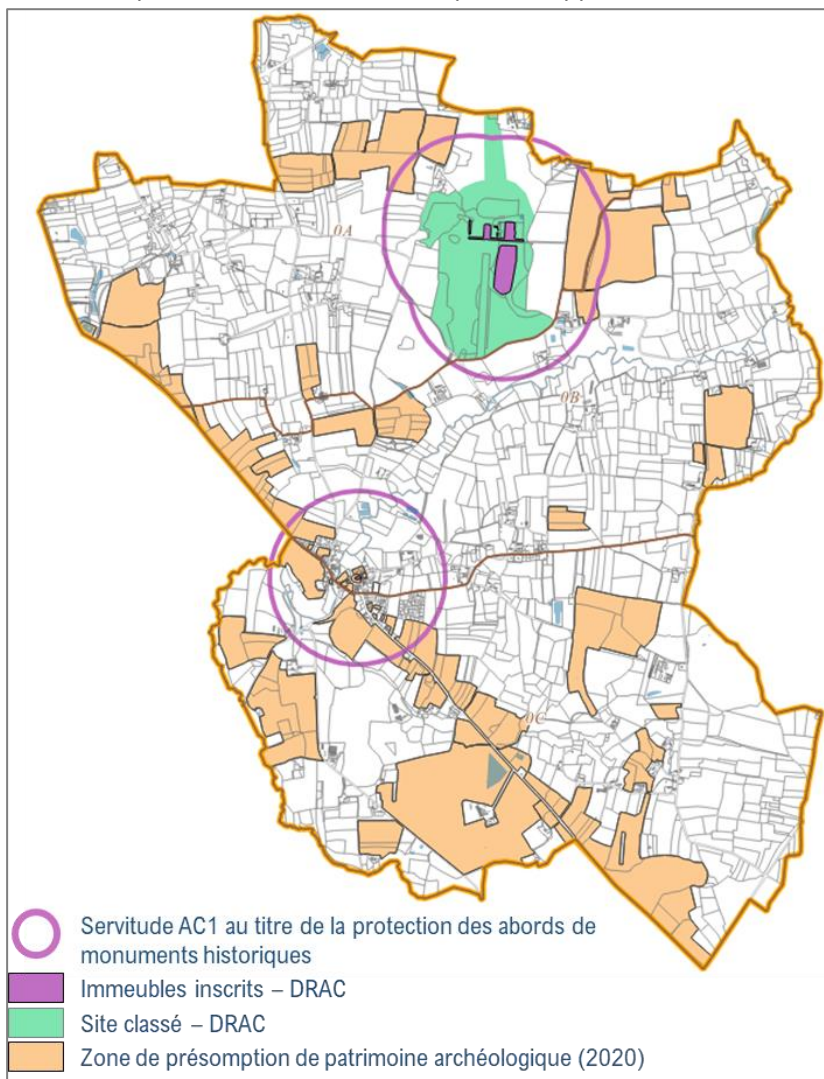 0A
0B
0C
Servitude AC1 au titre de la protection des abords de
monuments historiques
Immeubles inscrits – DRAC
Site classé – DRAC
Zone de présomption de patrimoine archéologique (2020)